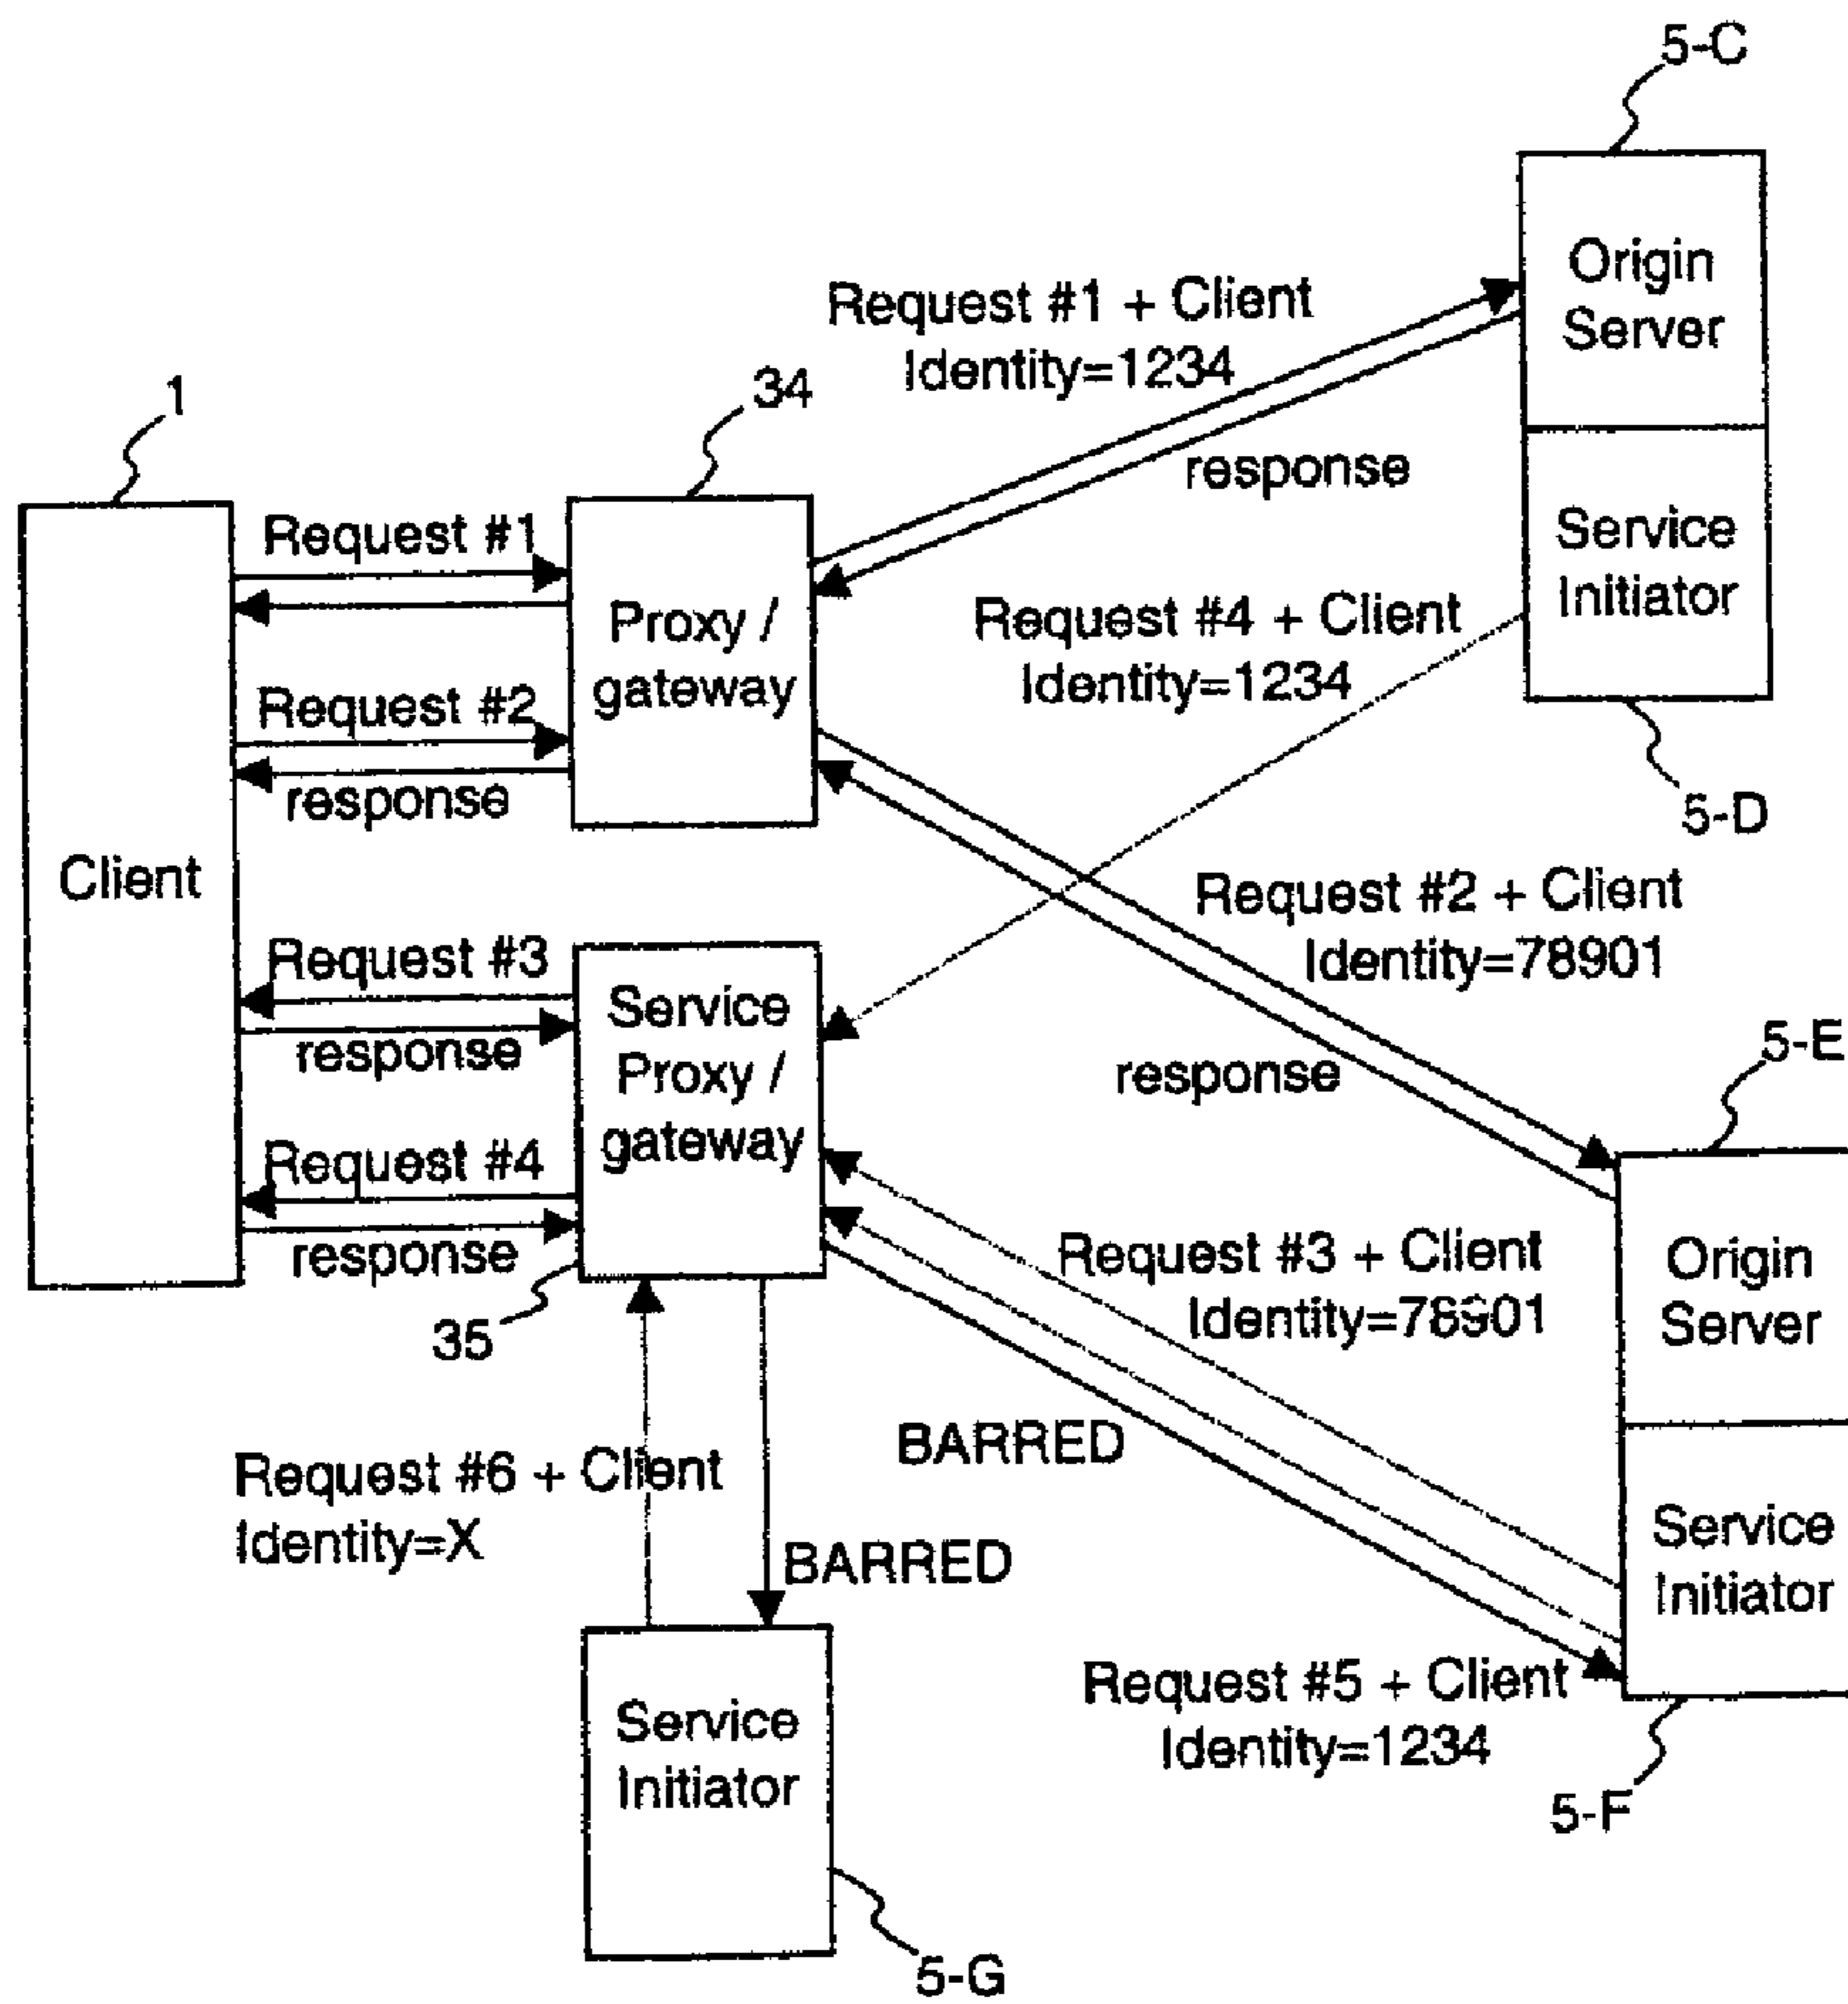 5-C
Origin
Server
Request #1 + Client
Identity=1234
34
1
response
Service
Initiator
Request #1
Proxy /
gateway
Request #4 + Client
Identity=1234
Request #2
response
5-D
Client
Request #2 + Client
Identity=78901
Request #3
Service
Proxy /
gateway
response
response
5-E
Request #4
response
Request #3 + Client
Identity=78901
Origin
Server
35
BARRED
Request #6 + Client
Identity=X
BARRED
Service
Initiator
Request #5 + Client
Identity=1234
Service
Initiator
5-F
5-G